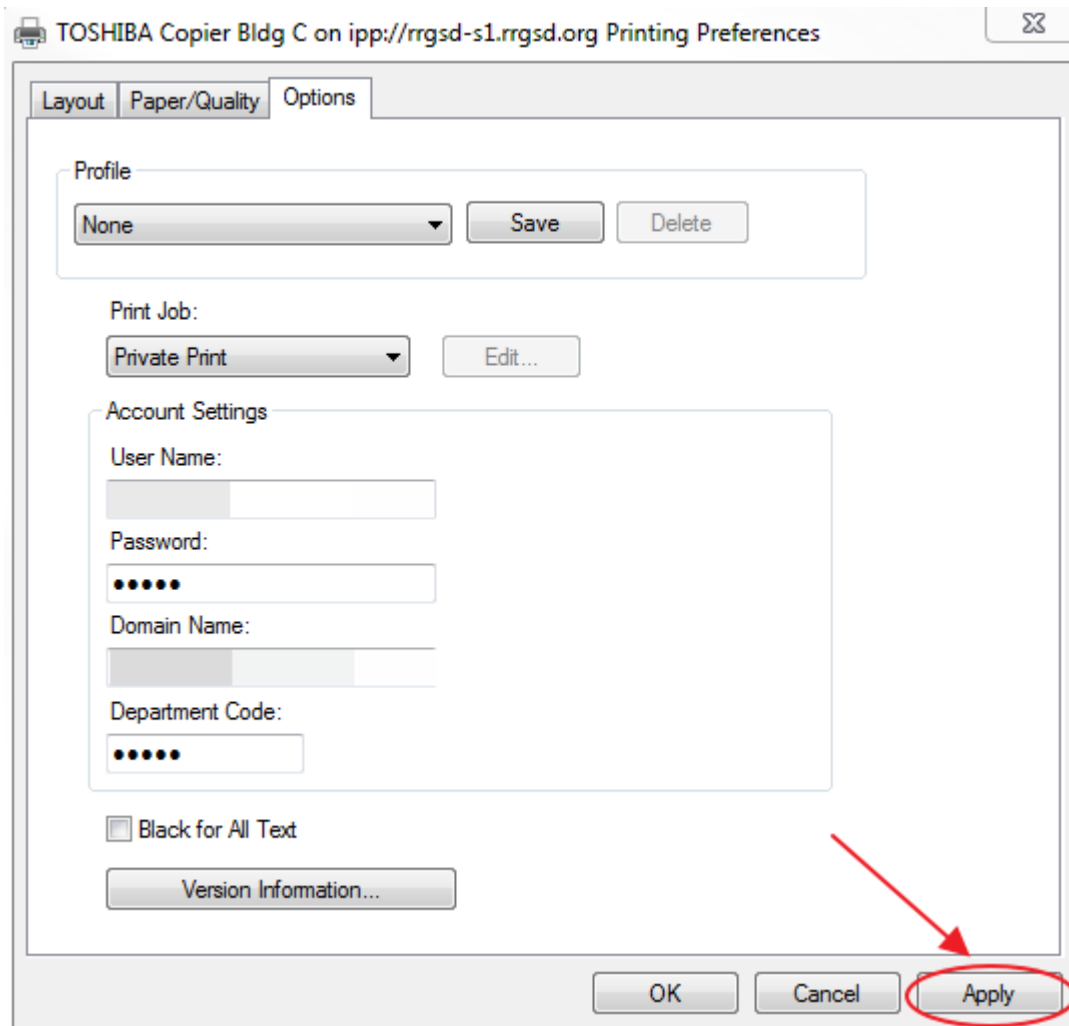 TOSHIBA Copier Bldg C on ipp://rrgsd-s1.rrgsd.org Printing Preferences
Layout Paper/Quality Options
Profile
None Save Delete
Print Job:
Private Print Edit...
Account Settings
User Name:
Password:
•••••
Domain Name:
Department Code:
•••••
Black for All Text
Version Information...
OK Cancel Apply